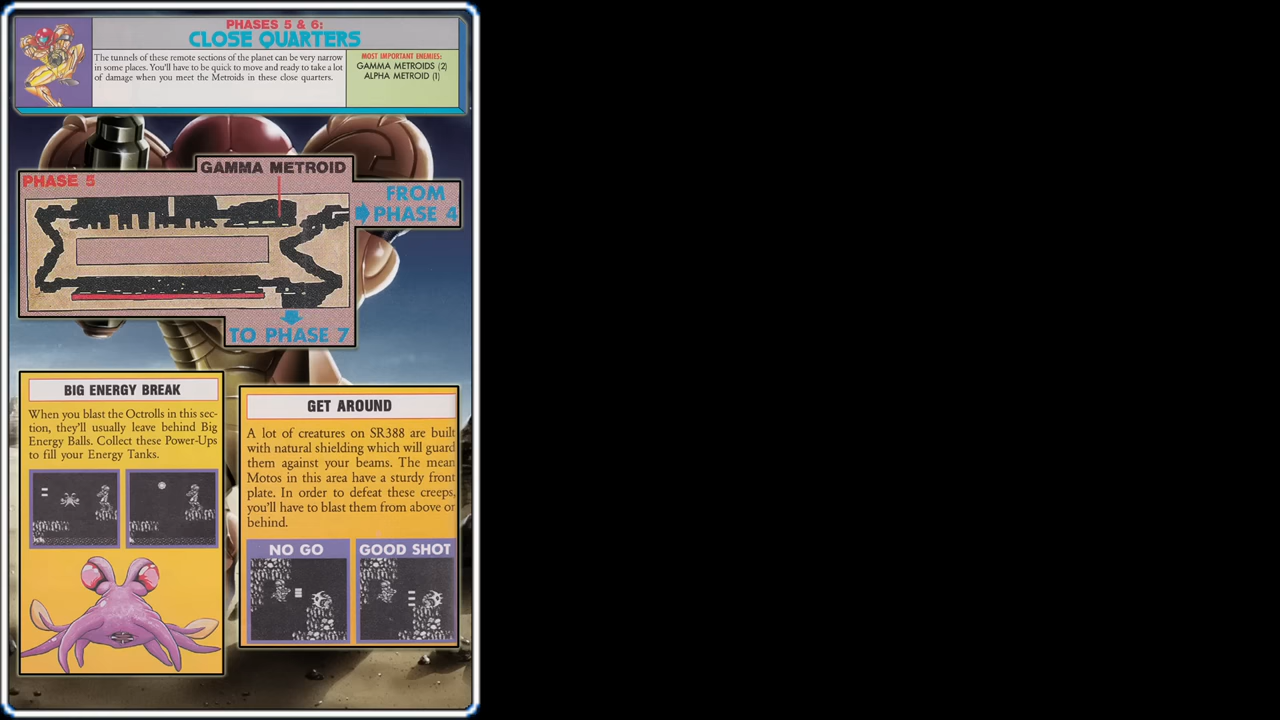 PHASES 5 & 6:
CLOSE QUARTERS
The tunnels of these remote sections of the planet can be very narrow
in some places. You'll have to be quick to move and ready to take a lot
of damage when you meet the Metroids in these close quarters.
MOST IMPORTANT ENEMIES:
GAMMA METROIDS (2)
ALPHA METROID (1)
GAMMA METROID
PHASE 5
FROM
PHASE 4
TO PHASE 7
BIG ENERGY BREAK
When you blast the Octrolls in this sec-
tion, they'll usually leave behind Big
Energy Balls. Collect these Power-Ups
to fill your Energy Tanks.
GET AROUND
A lot of creatures on SR388 are built
with natural shielding which will guard
them against your beams. The mean
Motos in this area have a sturdy front
plate. In order to defeat these creeps,
you'll have to blast them from above or
behind.
NO GO
GOOD SHOT